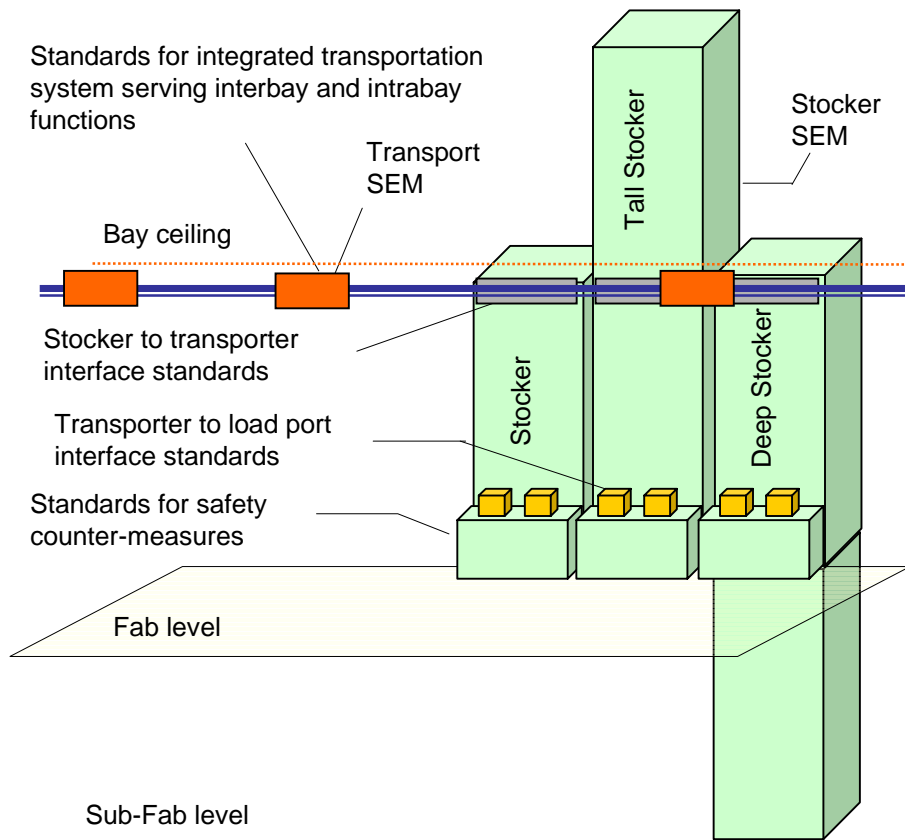 Standards for integrated transportation
system serving interbay and intrabay
functions
Transport
SEM
Stocker
SEM
Tall Stocker
Bay ceiling
Stocker to transporter
interface standards
Stocker
Deep Stocker
Transporter to load port
interface standards
Standards for safety
counter-measures
Fab level
Sub-Fab level